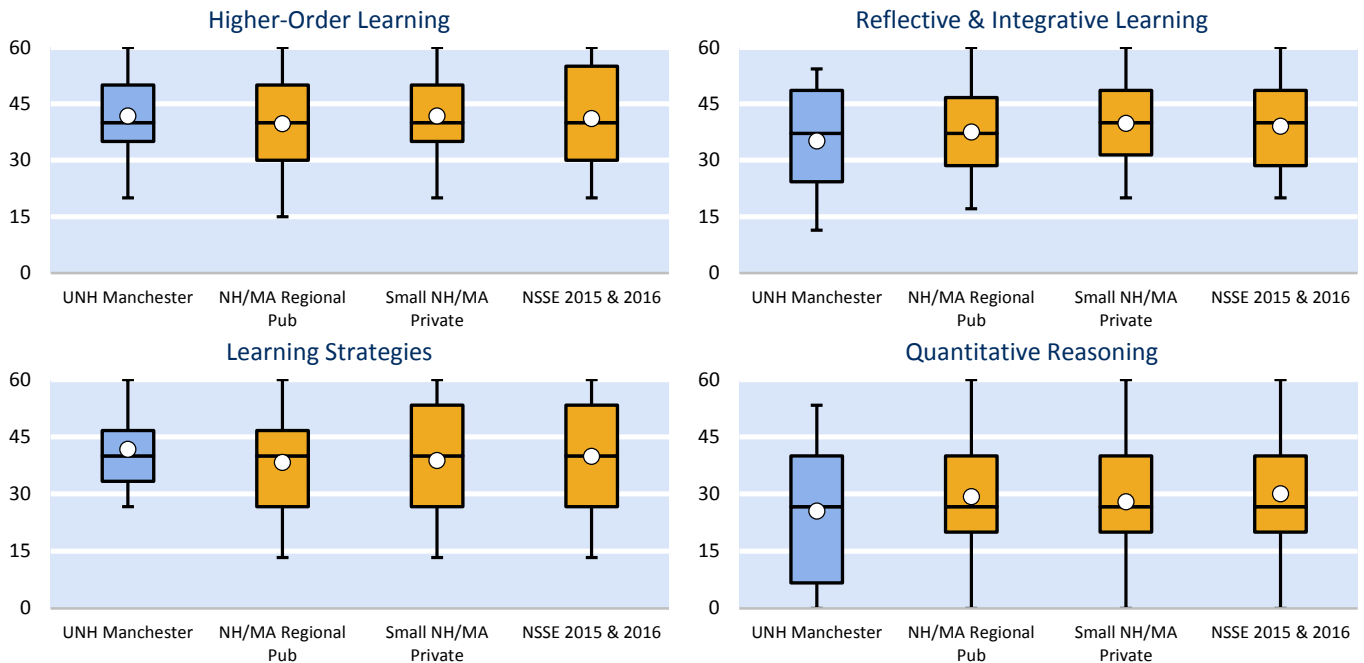 Higher-Order Learning
60
45
30
15
0
UNH Manchester
NH/MA Regional
Pub
Small NH/MA
Private
NSSE 2015 & 2016
Reflective & Integrative Learning
60
45
30
15
0
UNH Manchester
NH/MA Regional
Pub
Small NH/MA
Private
NSSE 2015 & 2016
Learning Strategies
60
45
30
15
0
UNH Manchester
NH/MA Regional
Pub
Small NH/MA
Private
NSSE 2015 & 2016
Quantitative Reasoning
60
45
30
15
0
UNH Manchester
NH/MA Regional
Pub
Small NH/MA
Private
NSSE 2015 & 2016